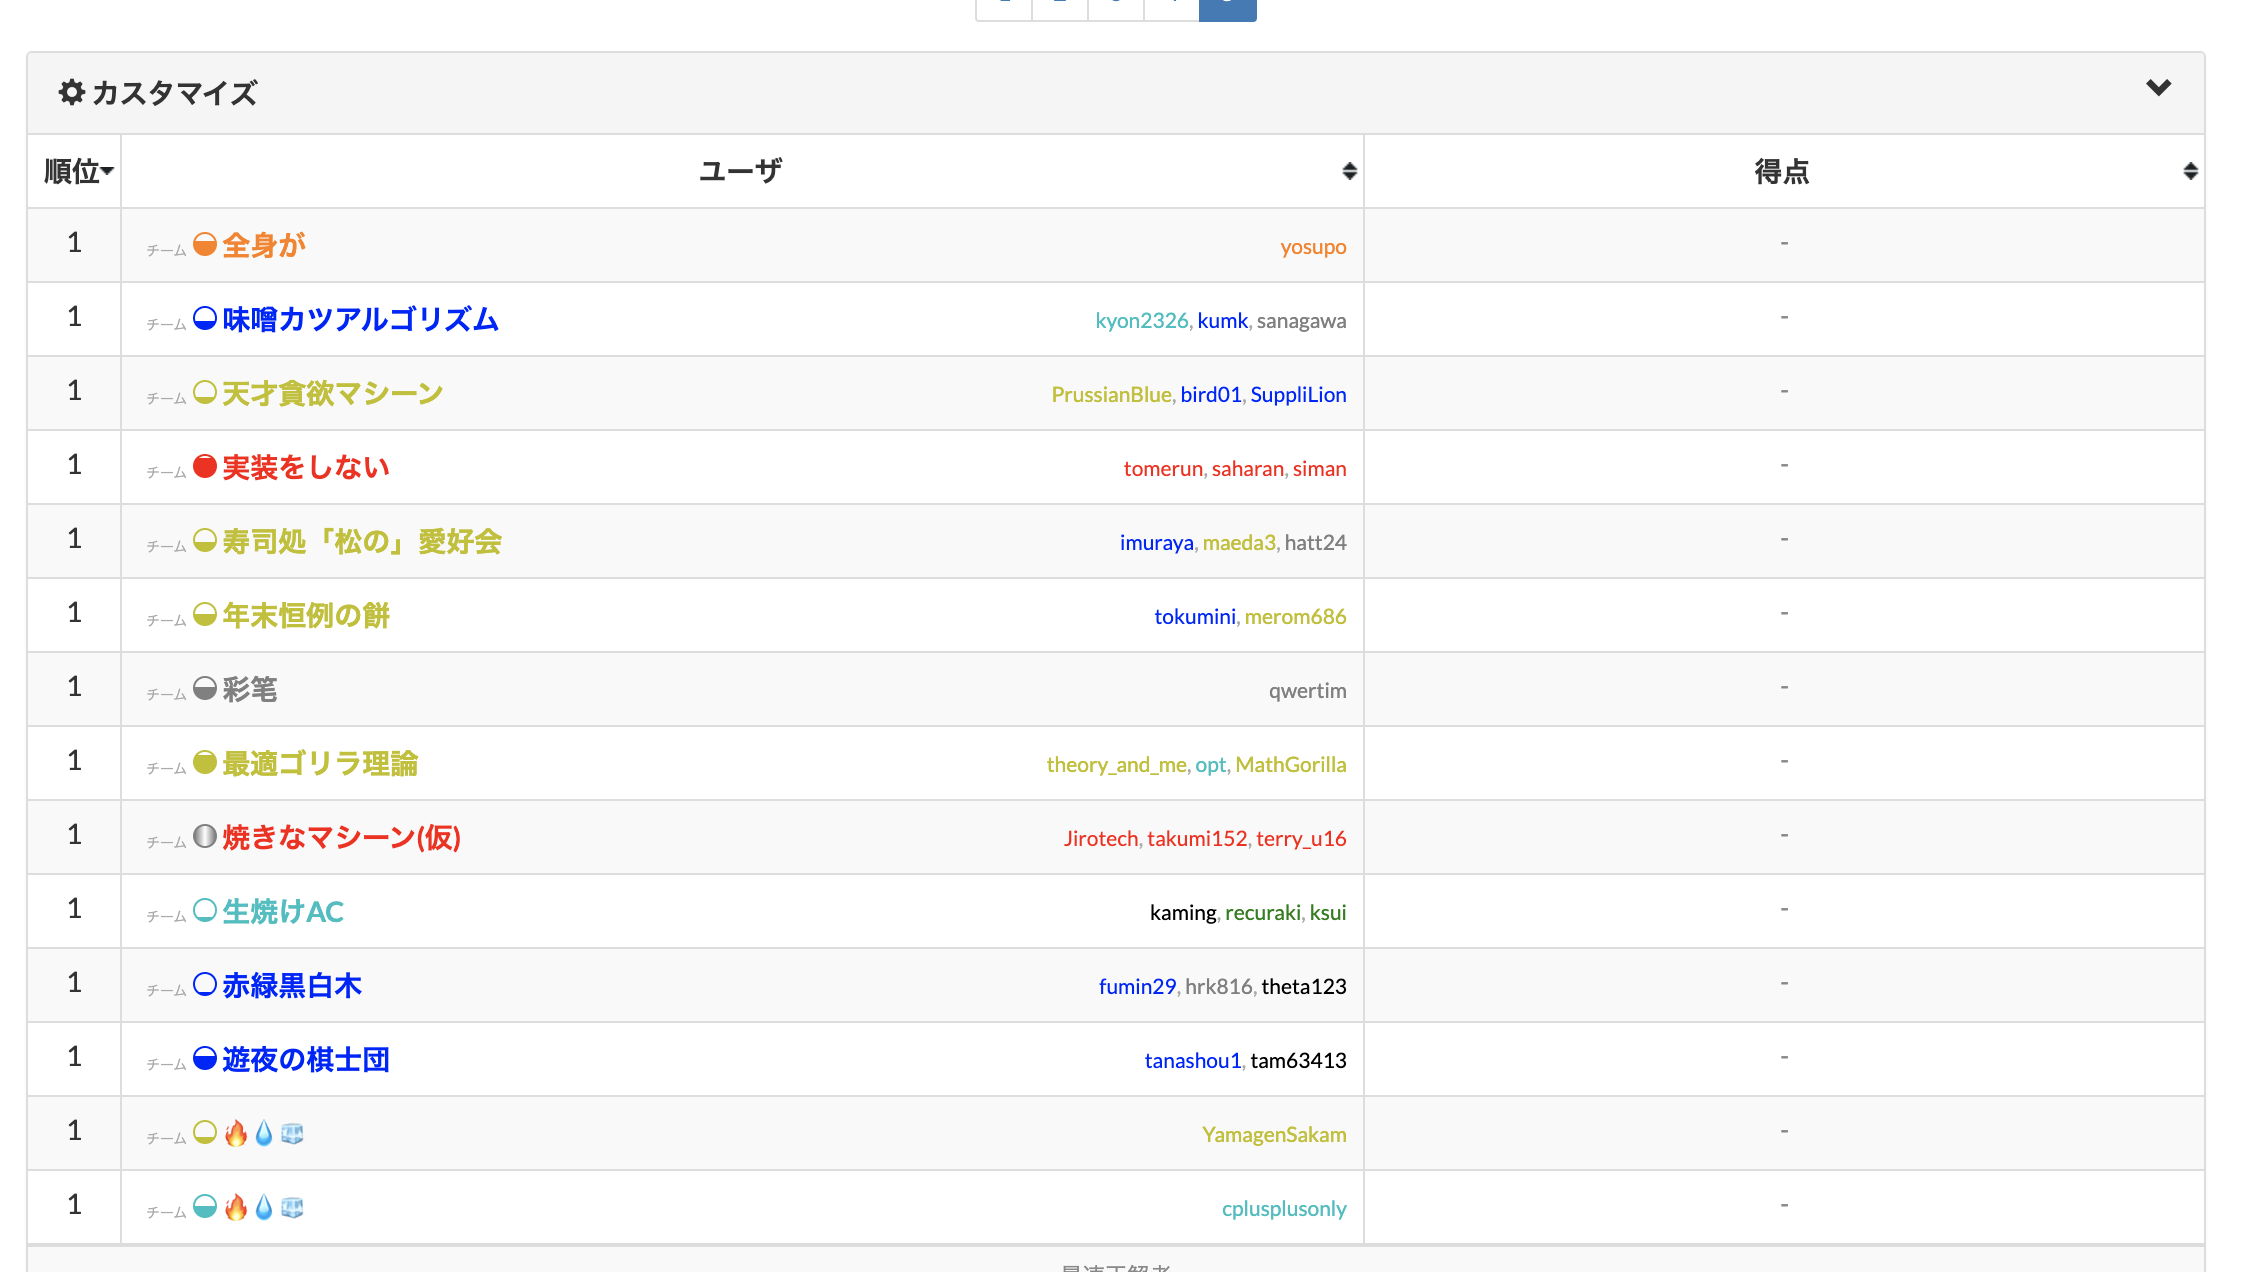 カスタマイズ
順位 ユーザ 得点
1 チーム 全身が yosupo -
1 チーム 味噌カツアルゴリズム kyon2326, kumk, sanagawa -
1 チーム 天才貪欲マシーン PrussianBlue, bird01, SuppliLion -
1 チーム 実装をしない tomerun, saharan, siman -
1 チーム 寿司処「松の」愛好会 imuraya, maeda3, hatt24 -
1 チーム 年末恒例の餅 tokumini, merom686 -
1 チーム 彩笔 qwertim -
1 チーム 最適ゴリラ理論 theory_and_me, opt, MathGorilla -
1 チーム 焼きなマシーン(仮) Jirotech, takumi152, terry_u16 -
1 チーム 生焼けAC kaming, recuraki, ksui -
1 チーム 赤緑黒白木 fumin29, hrk816, theta123 -
1 チーム 遊夜の棋士団 tanashou1, tam63413 -
1 チーム 🔥💧🧊 YamagenSakam -
1 チーム 🔥💧🧊 cplusplusonly -